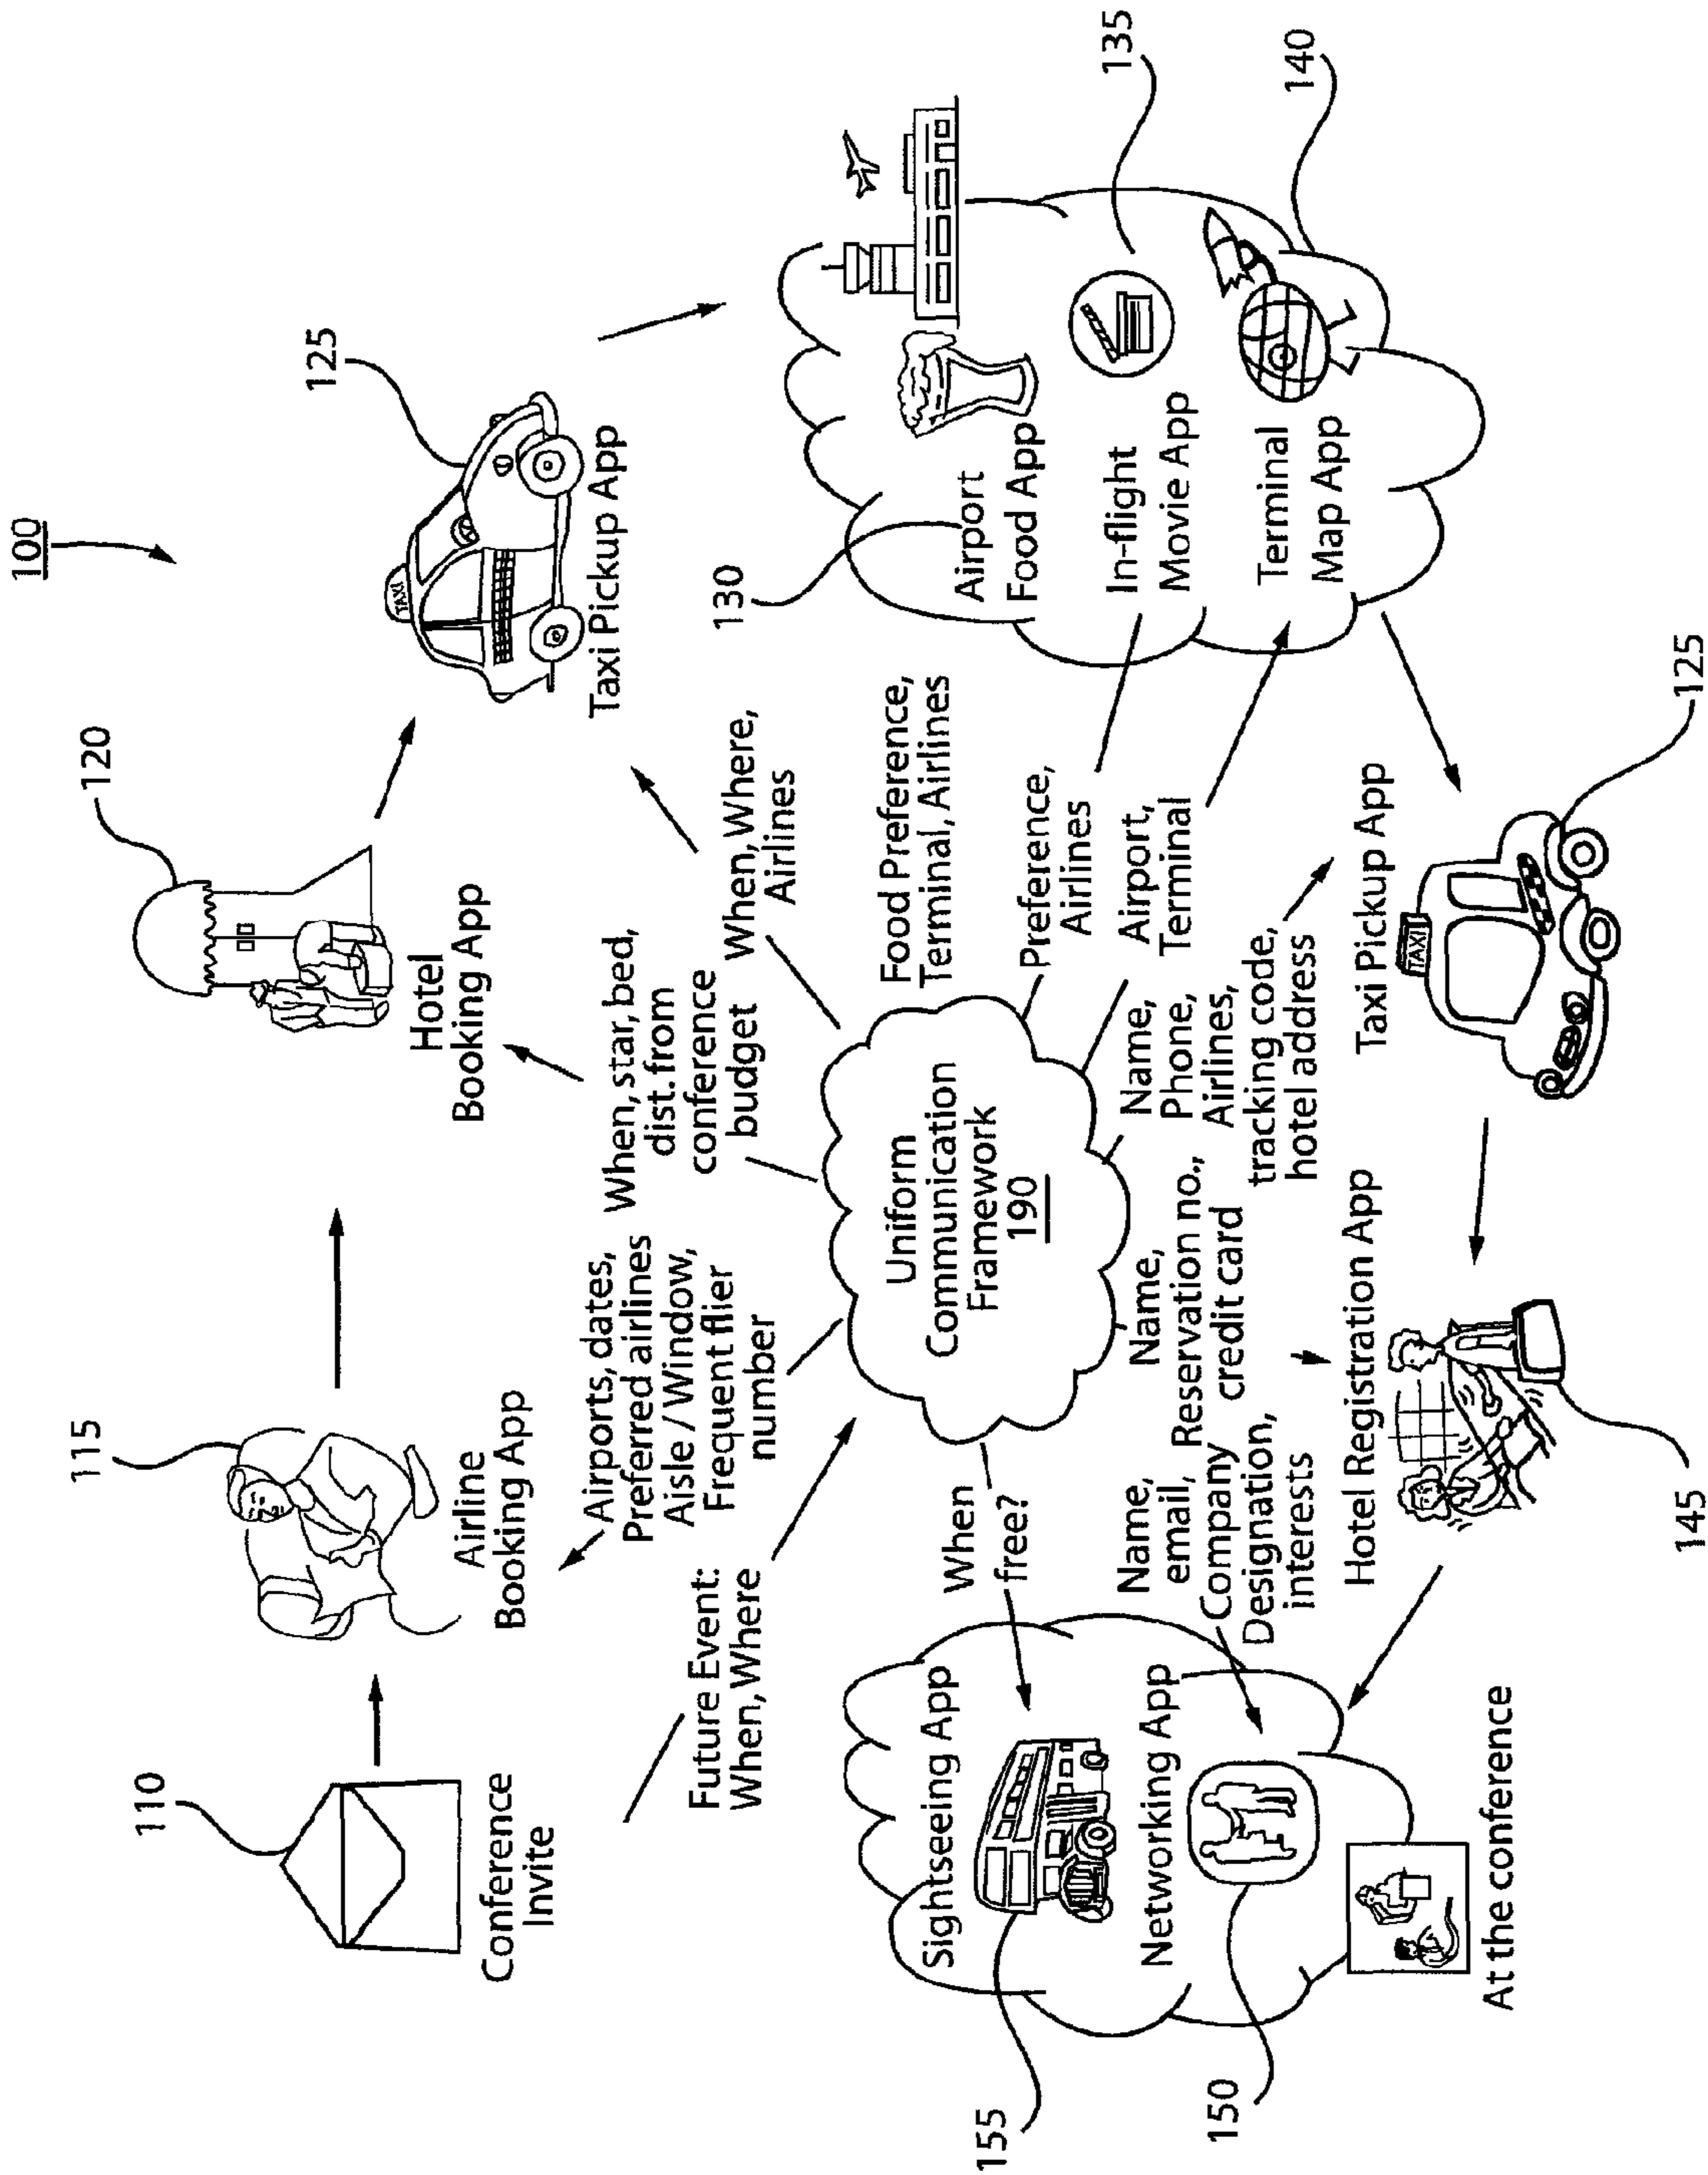 100
110
Conference
Invite
115
Airline
Booking App
120
Hotel
Booking App
125
TAXI
Taxi Pickup App
Future Event:
When, Where
Airports, dates,
Preferred airlines
Aisle / Window,
Frequent flier
number
When, star, bed,
dist. from
conference
budget
When, Where,
Airlines
130
Airport
Food App
135
In-flight
Movie App
140
Terminal
Map App
Food Preference,
Terminal, Airlines
Preference,
Airlines
Airport,
Terminal
Uniform
Communication
Framework
190
When
free?
Name,
email,
Company
Designation,
interests
Name,
Reservation no.,
credit card
Name,
Phone,
Airlines,
tracking code,
hotel address
155
Sightseeing App
150
Networking App
At the conference
Hotel Registration App
145
Taxi Pickup App
TAXI
125